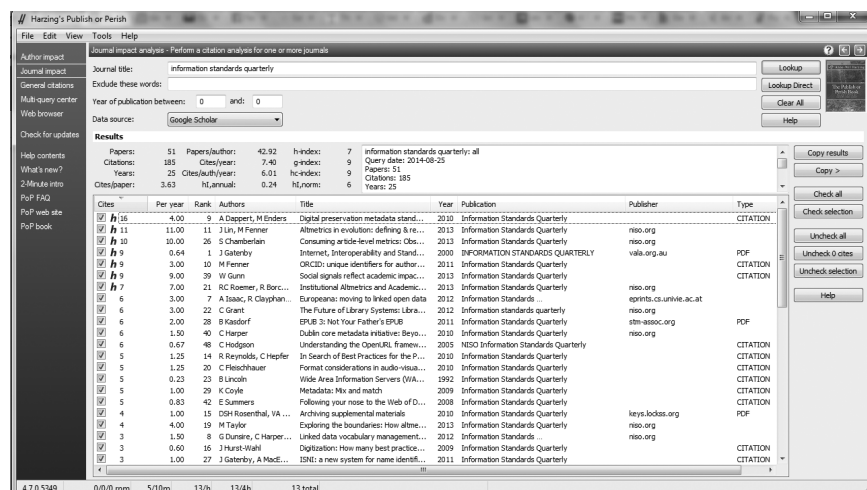 Harzing's Publish or Perish
File Edit View Tools Help
Author impact
Journal impact
General citations
Multi-query center
Web browser
Check for updates
Help contents
What's new?
2-Minute intro
PoP FAQ
PoP web site
PoP book
Journal impact analysis - Perform a citation analysis for one or more journals
Journal title: information standards quarterly Lookup
Exclude these words: Lookup Direct
Year of publication between: 0 and: 0 Clear All
Data source: Google Scholar Help
Results
Papers: 51 Papers/author: 42.92 h-index: 7
Citations: 185 Cites/year: 7.40 g-index: 9
Years: 25 Cites/auth/year: 6.01 hc-index: 9
Cites/paper: 3.63 hI,annual: 0.24 hI,norm: 6
information standards quarterly: all
Query date: 2014-08-25
Papers: 51
Citations: 185
Years: 25
Copy results
Copy >
Check all
Check selection
Uncheck all
Uncheck 0 cites
Uncheck selection
Help
Cites Per year Rank Authors Title Year Publication Publisher Type
h 16 4.00 9 A Dappert, M Enders Digital preservation metadata stand... 2010 Information Standards Quarterly CITATION
h 11 11.00 11 J Lin, M Fenner Altmetrics in evolution: defining & re... 2013 Information Standards Quarterly niso.org
h 10 10.00 26 S Chamberlain Consuming article-level metrics: Obs... 2013 Information Standards Quarterly niso.org
h 9 0.64 1 J Gatenby Internet, Interoperability and Stand... 2000 INFORMATION STANDARDS QUARTERLY vala.org.au PDF
h 9 3.00 10 M Fenner ORCID: unique identifiers for author... 2011 Information Standards Quarterly CITATION
h 9 9.00 39 W Gunn Social signals reflect academic impac... 2013 Information Standards Quarterly CITATION
h 7 7.00 21 RC Roemer, R Borc... Institutional Altmetrics and Academic... 2013 Information Standards Quarterly niso.org
6 3.00 7 A Isaac, R Clayphan... Europeana: moving to linked open data 2012 Information Standards ... eprints.cs.univie.ac.at
6 3.00 22 C Grant The Future of Library Systems: Libra... 2012 Information standards quarterly niso.org
6 2.00 28 B Kasdorf EPUB 3: Not Your Father's EPUB 2011 Information Standards Quarterly stm-assoc.org PDF
6 1.50 40 C Harper Dublin core metadata initiative: Beyo... 2010 Information Standards Quarterly niso.org
6 0.67 48 C Hodgson Understanding the OpenURL framew... 2005 NISO Information Standards Quarterly CITATION
5 1.25 14 R Reynolds, C Hepfer In Search of Best Practices for the P... 2010 Information Standards Quarterly CITATION
5 1.25 20 C Fleischhauer Format considerations in audio-visua... 2010 Information Standards Quarterly CITATION
5 0.23 23 B Lincoln Wide Area Information Servers (WA... 1992 Information Standards Quarterly CITATION
5 1.00 29 K Coyle Metadata: Mix and match 2009 Information Standards Quarterly CITATION
5 0.83 42 E Summers Following your nose to the Web of D... 2008 Information Standards Quarterly CITATION
4 1.00 15 DSH Rosenthal, VA ... Archiving supplemental materials 2010 Information Standards Quarterly keys.lockss.org PDF
4 4.00 19 M Taylor Exploring the boundaries: How altme... 2013 Information Standards Quarterly niso.org
3 1.50 8 G Dunsire, C Harper... Linked data vocabulary management... 2012 Information Standards ... niso.org
3 0.60 16 J Hurst-Wahl Digitization: How many best practice... 2009 Information Standards Quarterly CITATION
3 1.00 27 J Gatenby, A MacE... ISNI: a new system for name identifi... 2011 Information Standards Quarterly CITATION
4.7.0.5349 0/0/0 rpm 5/10m 13/h 13/4h 13 total